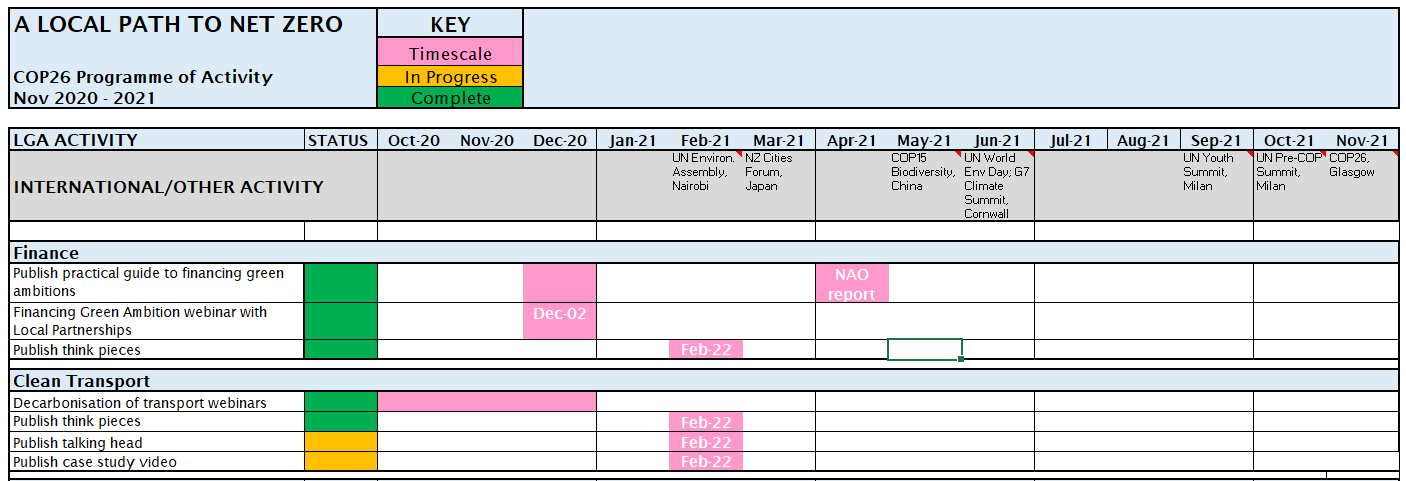 A LOCAL PATH TO NET ZERO
KEY
Timescale
COP26 Programme of Activity
In Progress
Nov 2020 - 2021
Complete
LGA ACTIVITY STATUS Oct-20 Nov-20 Dec-20 Jan-21 Feb-21 Mar-21 Apr-21 May-21 Jun-21 Jul-21 Aug-21 Sep-21 Oct-21 Nov-21
INTERNATIONAL/OTHER ACTIVITY
UN Environ.
Assembly,
Nairobi
NZ Cities
Forum,
Japan
COP15
Biodiversity,
China
UN World
Env Day; G7
Climate
Summit,
Cornwall
UN Youth
Summit,
Milan
UN Pre-COP
Summit,
Milan
COP26,
Glasgow
Finance
Publish practical guide to financing green
ambitions
NAO
report
Financing Green Ambition webinar with
Local Partnerships
Dec-02
Publish think pieces Feb-22
Clean Transport
Decarbonisation of transport webinars
Publish think pieces Feb-22
Publish talking head Feb-22
Publish case study video Feb-22